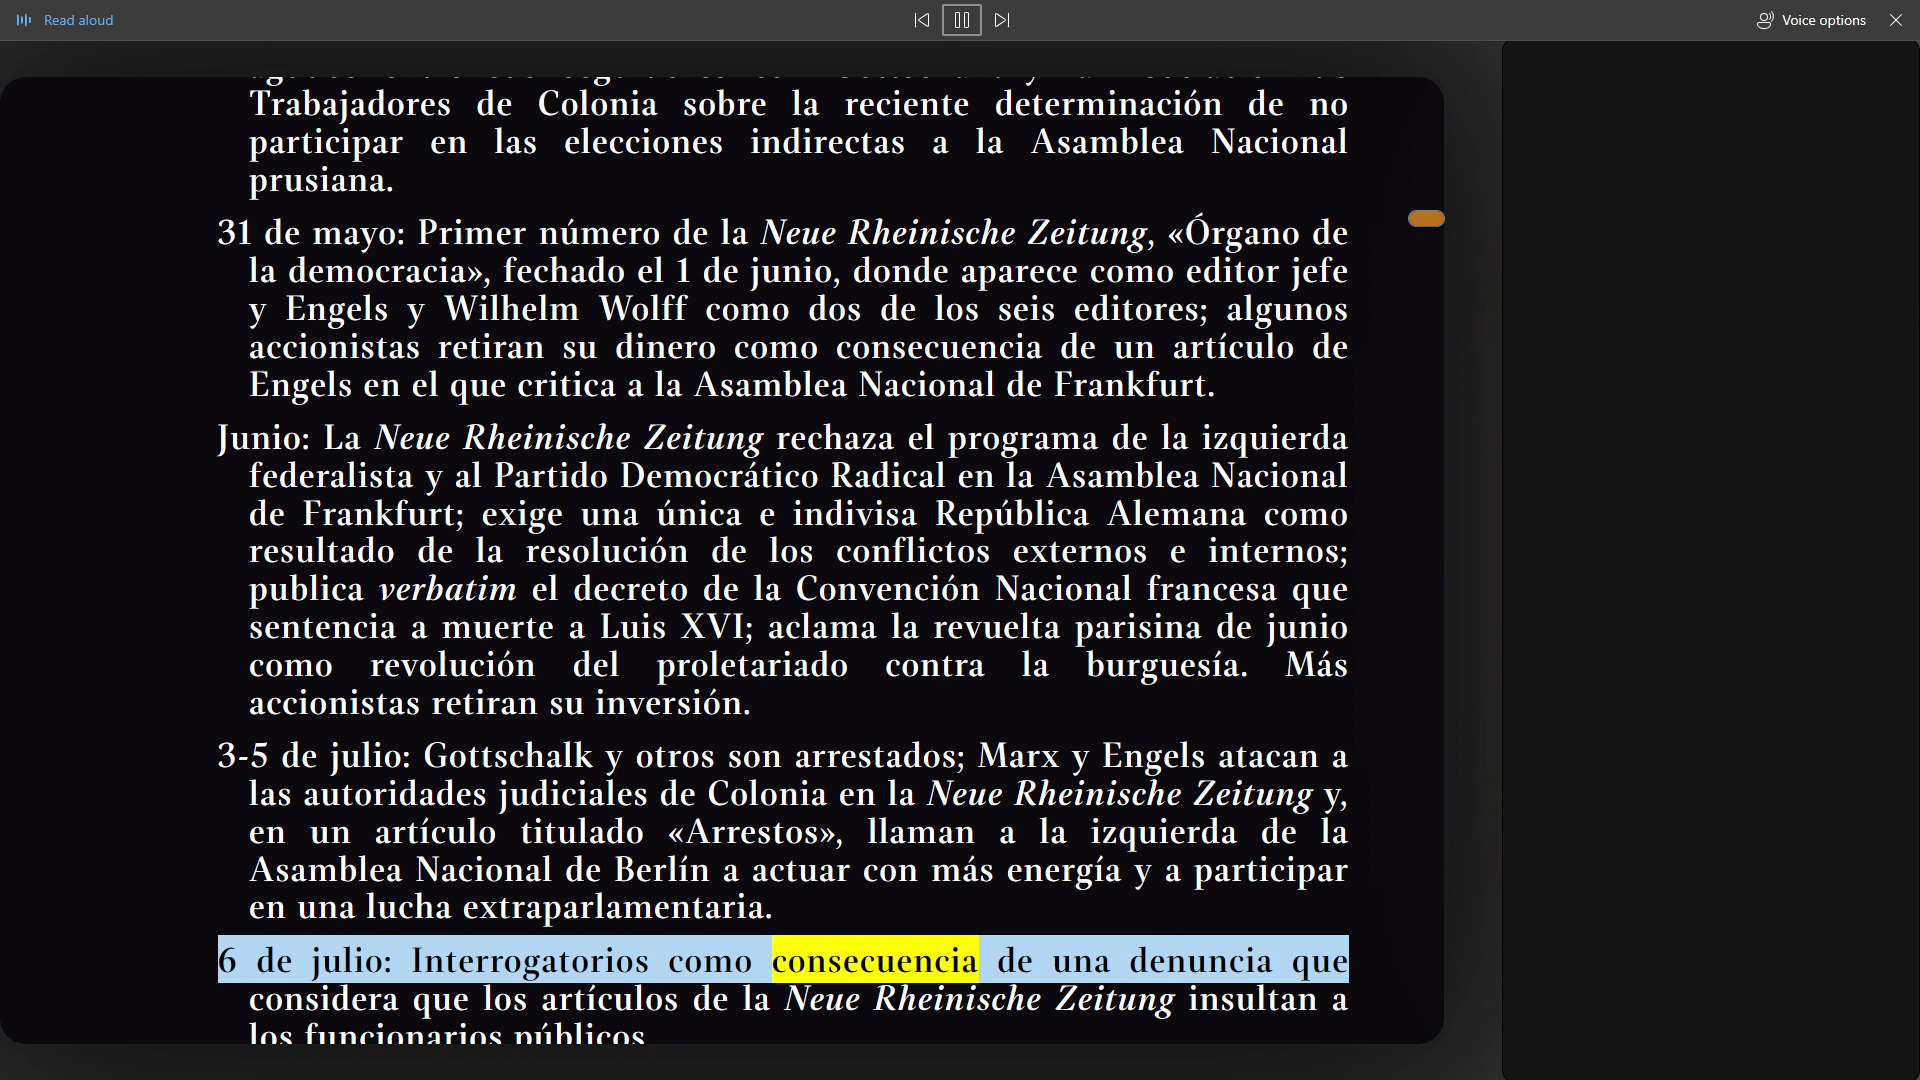 Read aloud
Voice options
Trabajadores de Colonia sobre la reciente determinación de no
participar en las elecciones indirectas a la Asamblea Nacional
prusiana.
31 de mayo: Primer número de la Neue Rheinische Zeitung, «Órgano de
la democracia», fechado el 1 de junio, donde aparece como editor jefe
y Engels y Wilhelm Wolff como dos de los seis editores; algunos
accionistas retiran su dinero como consecuencia de un artículo de
Engels en el que critica a la Asamblea Nacional de Frankfurt.
Junio: La Neue Rheinische Zeitung rechaza el programa de la izquierda
federalista y al Partido Democrático Radical en la Asamblea Nacional
de Frankfurt; exige una única e indivisa República Alemana como
resultado de la resolución de los conflictos externos e internos;
publica verbatim el decreto de la Convención Nacional francesa que
sentencia a muerte a Luis XVI; aclama la revuelta parisina de junio
como revolución del proletariado contra la burguesía. Más
accionistas retiran su inversión.
3-5 de julio: Gottschalk y otros son arrestados; Marx y Engels atacan a
las autoridades judiciales de Colonia en la Neue Rheinische Zeitung y,
en un artículo titulado «Arrestos», llaman a la izquierda de la
Asamblea Nacional de Berlín a actuar con más energía y a participar
en una lucha extraparlamentaria.
6 de julio: Interrogatorios como consecuencia de una denuncia que
considera que los artículos de la Neue Rheinische Zeitung insultan a
los funcionarios públicos